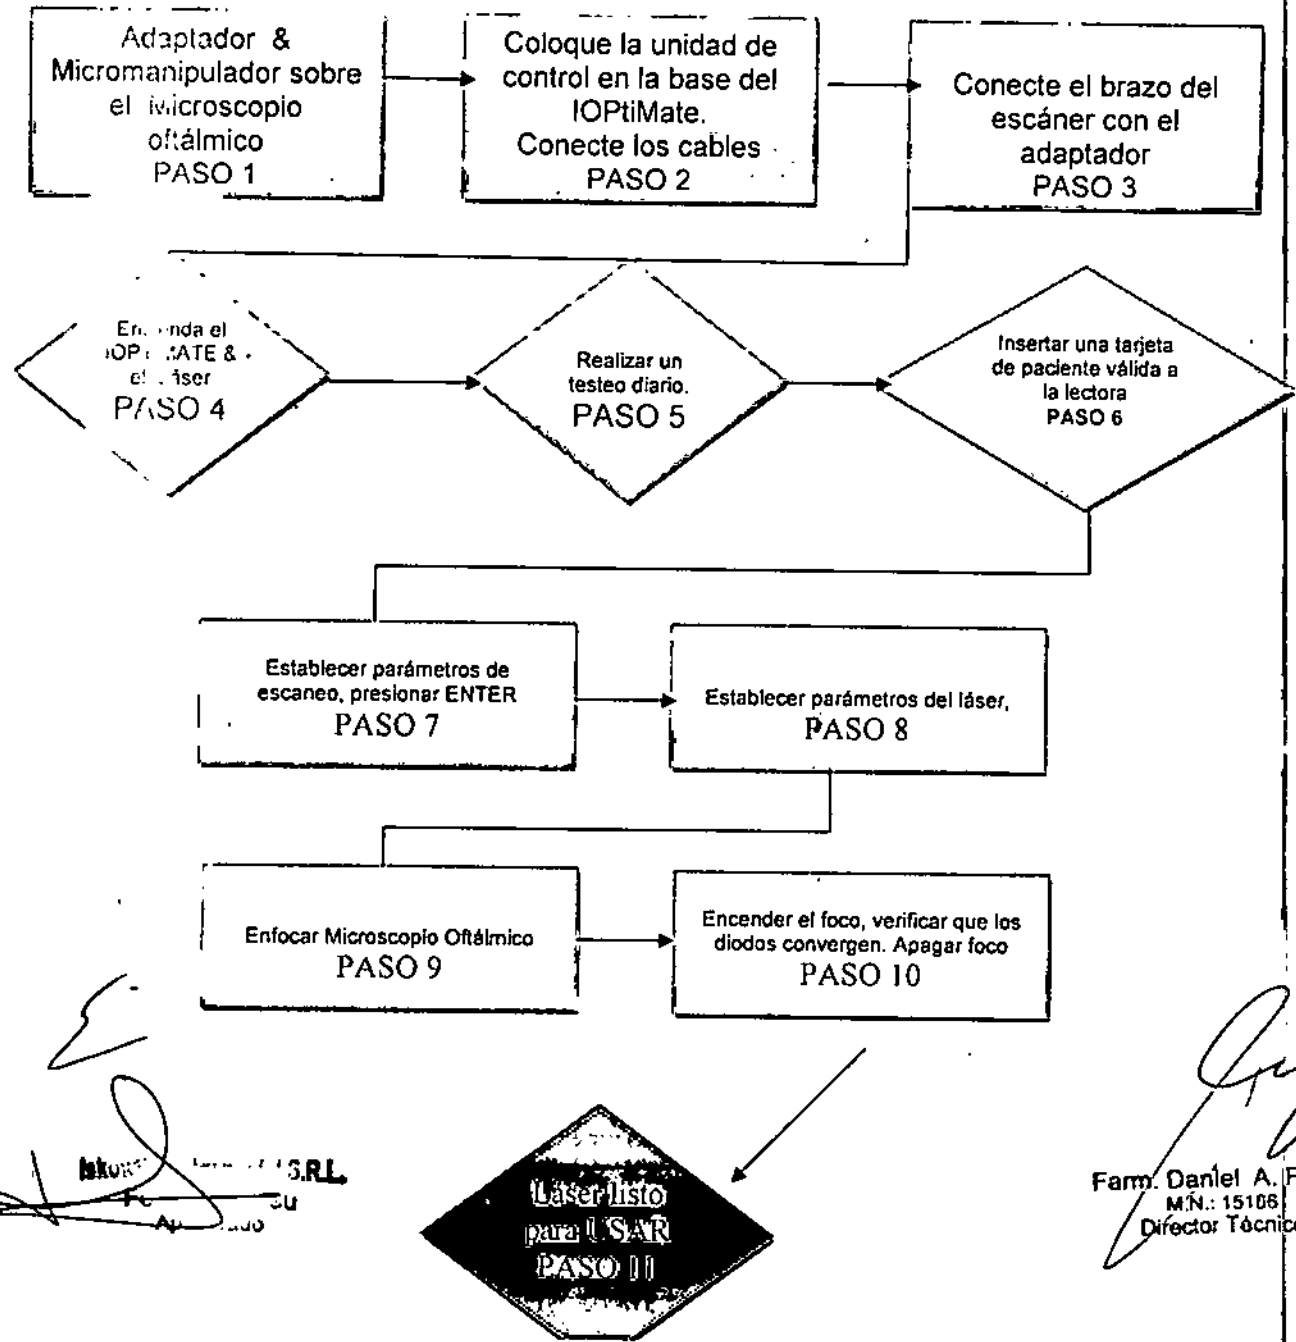 Adaptador &
Micromanipulador sobre
el Microscopio
oftálmico
PASO 1
Coloque la unidad de
control en la base del
IOPtiMate.
Conecte los cables
PASO 2
Conecte el brazo del
escáner con el
adaptador
PASO 3
el
&
PASO 4
Realizar un
testeo diario.
PASO 5
Insertar una tarjeta
de paciente válida a
la lectora
PASO 6
Establecer parámetros de
escaneo, presionar ENTER
PASO 7
Establecer parámetros del láser,
PASO 8
Enfocar Microscopio Oftálmico
PASO 9
Encender el foco, verificar que los
diodos convergen. Apagar foco
PASO 10
Láser listo
para USAR
PASO 11
S.R.L.
Farm. Daniel A.
M.N.: 15106
Director Técnico